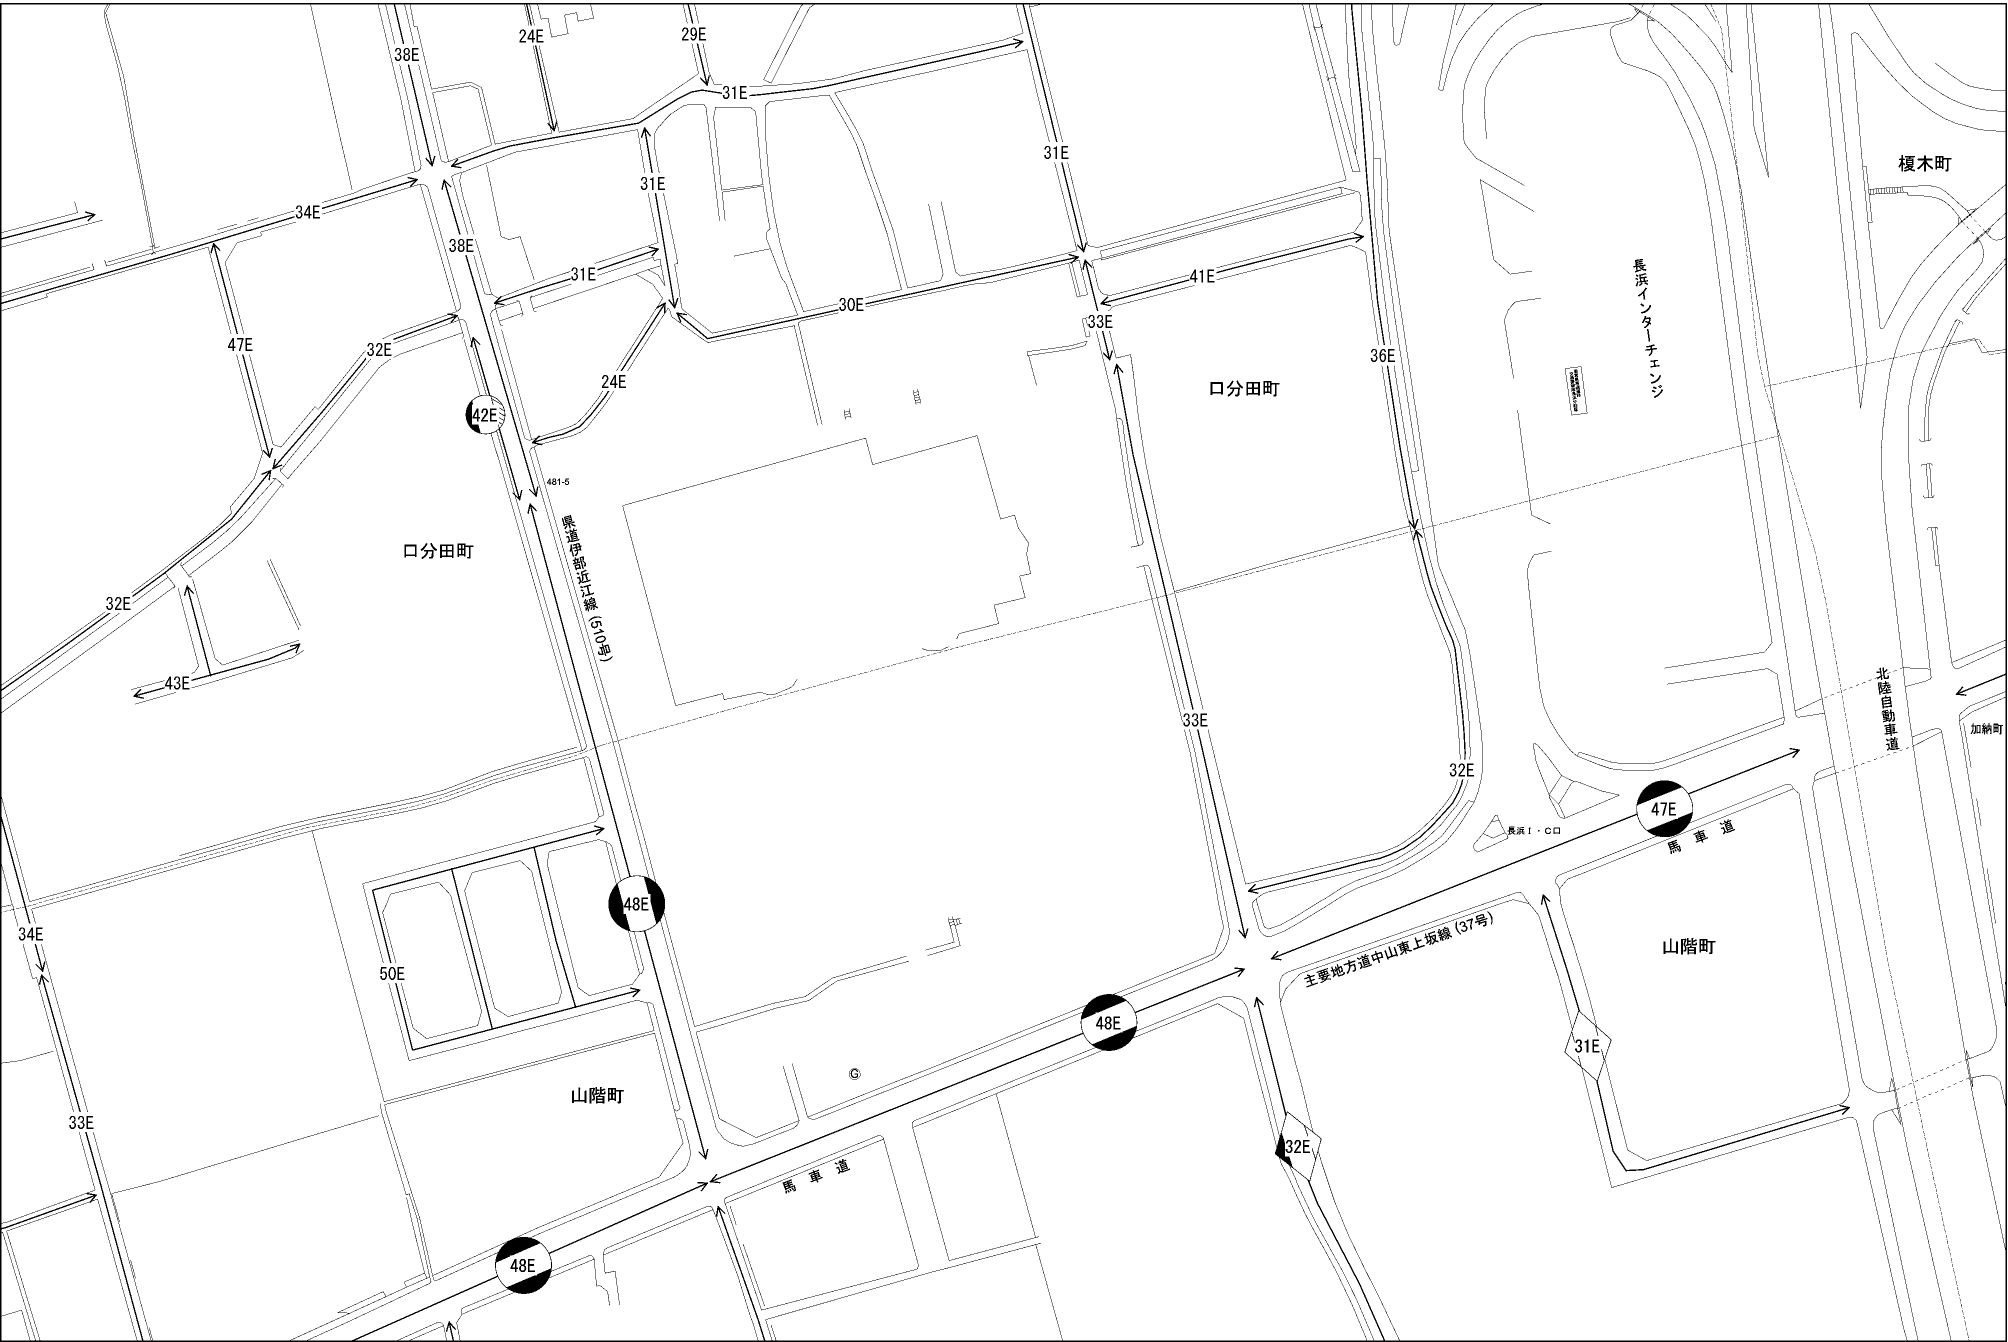 38E
24E
29E
31E
31E
榎木町
31E
34E
38E
31E
41E
30E
長浜インターチェンジ
33E
47E
32E
36E
24E
口分田町
42E
481-5
口分田町
県道伊部近江線(510号)
32E
43E
北陸自動車道
33E
加納町
32E
47E
長浜I・C口
馬車道
48E
34E
主要地方道中山東上坂線(37号)
山階町
50E
48E
31E
G
山階町
33E
32E
馬車道
48E